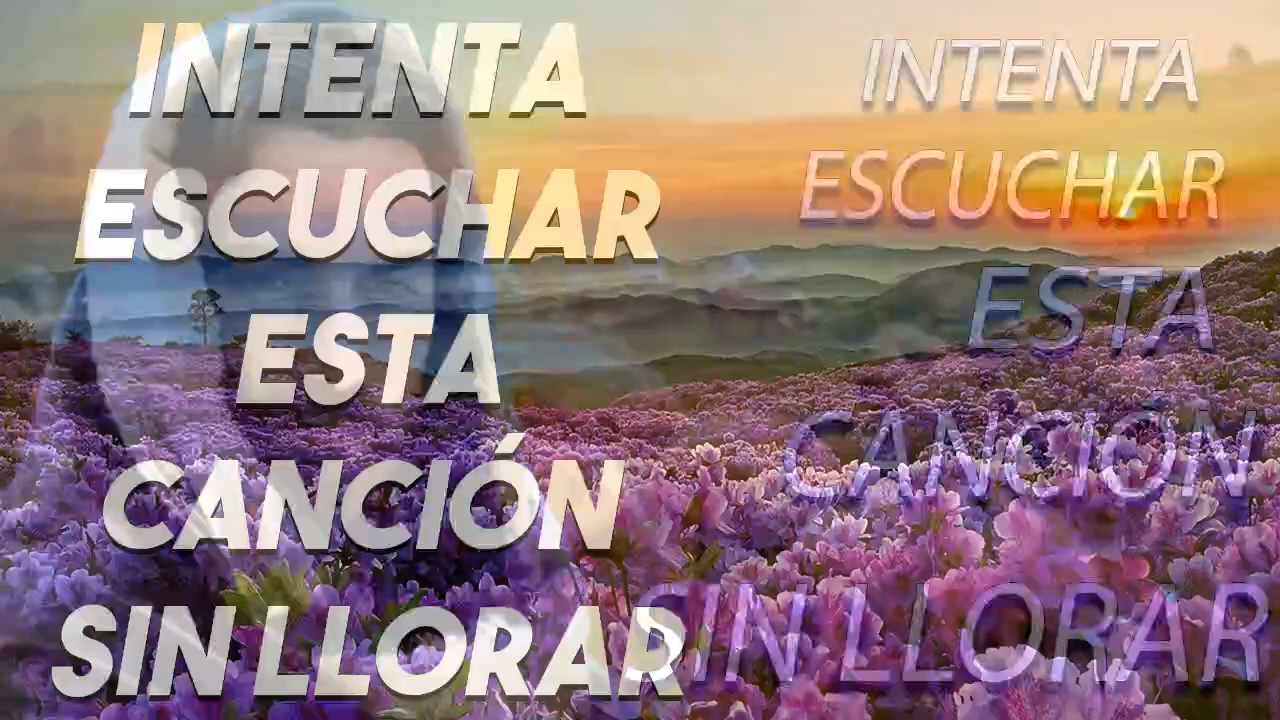 INTENTA
ESCUCHAR
ESTA
CANCIÓN
SIN LLORAR
INTENTA
ESCUCHAR
ESTA
CANCIÓN
SIN LLORAR